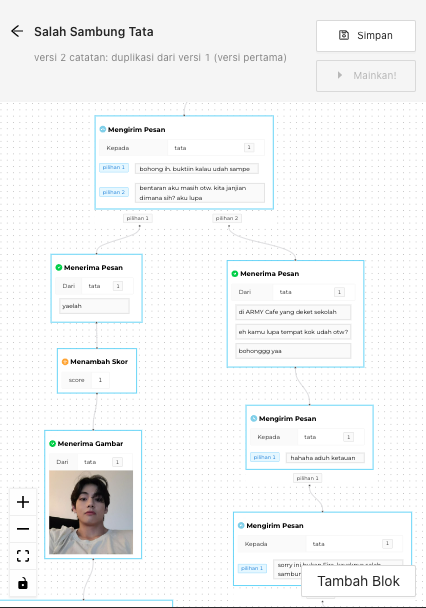 Salah Sambung Tata
versi 2 catatan: duplikasi dari versi 1 (versi pertama)
Simpan
Mainkan!
Mengirim Pesan
Kepada tata 1
pilihan 1 bohong ih, buktiin kalau udah sampe
pilihan 2 bentaran aku masih otw. kita janjian
dimana sih? aku lupa
pilihan 1 pilihan 2
Menerima Pesan
Dari tata 1
yaelah
Menambah Skor
score 1
Menerima Gambar
Dari tata 1
Menerima Pesan
Dari tata 1
di ARMY Cafe yang deket sekolah
eh kamu lupa tempat kok udah otw?
bohonggg yaa
Mengirim Pesan
Kepada tata 1
pilihan 1 hahaha aduh ketauan
pilihan 1
Mengirim Pesan
Kepada tata 1
pilihan 1 sorry
Tambah Blok